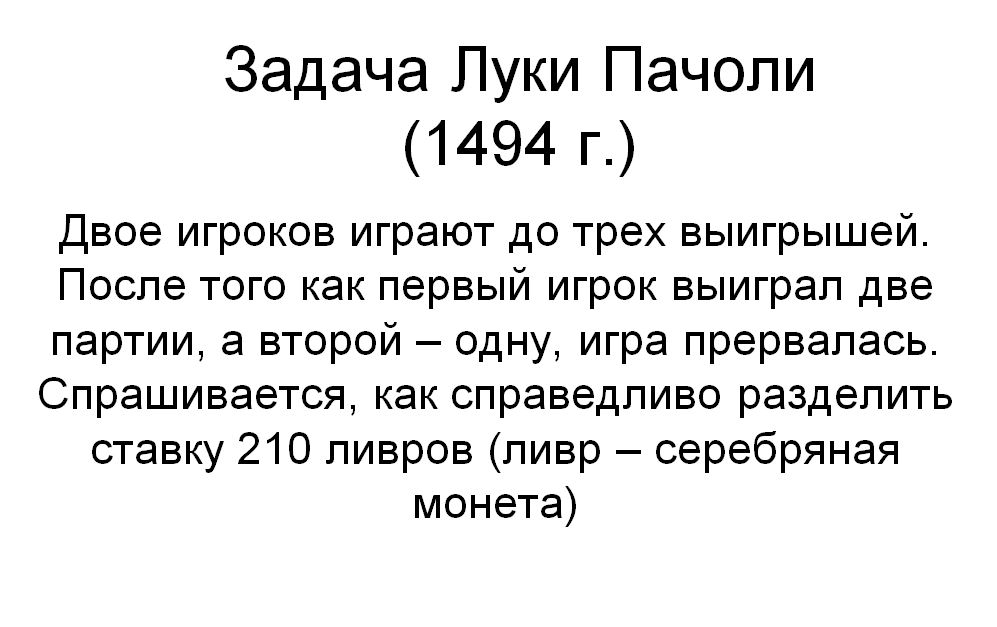 Задача Луки Пачоли
(1494 г.)
Двое игроков играют до трех выигрышей.
После того как первый игрок выиграл две
партии, а второй – одну, игра прервалась.
Спрашивается, как справедливо разделить
ставку 210 ливров (ливр – серебряная
монета)